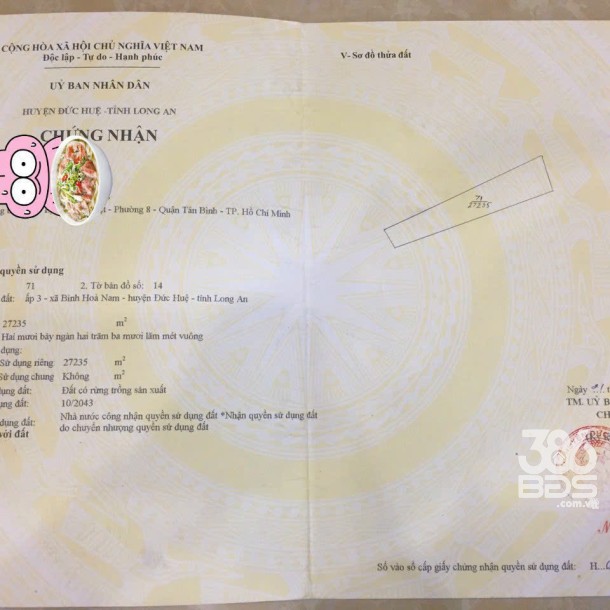 CỘNG HÒA XÃ HỘI CHỦ NGHĨA VIỆT NAM
Độc lập - Tự do - Hạnh phúc
UỶ BAN NHÂN DÂN
HUYỆN ĐỨC HUỆ - TỈNH LONG AN
CHỨNG NHẬN
- Phường 8 - Quận Tân Bình - TP. Hồ Chí Minh
quyền sử dụng
71 2. Tờ bản đồ số: 14
đất: ấp 3 - xã Bình Hoà Nam - huyện Đức Huệ - tỉnh Long An
27235 m²
Hai mươi bảy ngàn hai trăm ba mươi lăm mét vuông
dụng:
Sử dụng riêng 27235 m²
Sử dụng chung Không m²
dụng đất: Đất có rừng trồng sản xuất
dụng đất: 10/2043
Nhà nước công nhận quyền sử dụng đất *Nhận quyền sử dụng đất
dụng đất: do chuyển nhượng quyền sử dụng đất
với đất
V- Sơ đồ thửa đất
71
27235
Ngày
TM. UỶ B
CH
386
BĐS
.com.vn
Số vào sổ cấp giấy chứng nhận quyền sử dụng đất: H